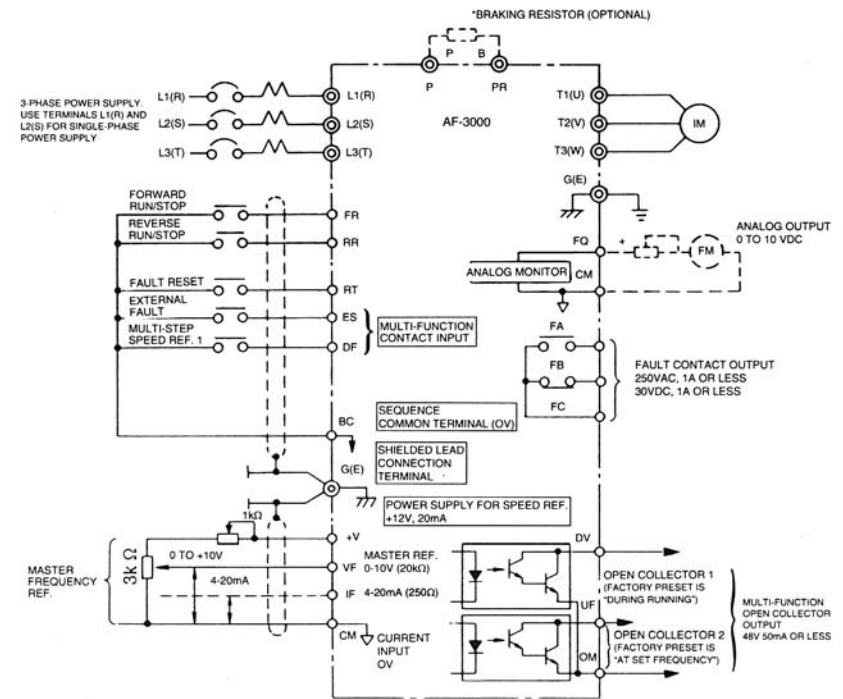 *BRAKING RESISTOR (OPTIONAL)
P B
P PR
3-PHASE POWER SUPPLY.
USE TERMINALS L1(R) AND
L2(S) FOR SINGLE-PHASE
POWER SUPPLY
L1(R) L1(R)
L2(S) L2(S)
L3(T) L3(T)
AF-3000
T1(U)
T2(V)
T3(W)
IM
G(E)
FORWARD
RUN/STOP
FR
REVERSE
RUN/STOP
RR
FAULT RESET
RT
EXTERNAL
FAULT
ES
MULTI-STEP
SPEED REF. 1
DF
MULTI-FUNCTION
CONTACT INPUT
FQ
+
FM
ANALOG OUTPUT
0 TO 10 VDC
ANALOG MONITOR
CM
FA
FB
FC
FAULT CONTACT OUTPUT
250VAC, 1A OR LESS
30VDC, 1A OR LESS
BC
SEQUENCE
COMMON TERMINAL (OV)
G(E)
SHIELDED LEAD
CONNECTION
TERMINAL
POWER SUPPLY FOR SPEED REF.
+12V, 20mA
MASTER
FREQUENCY
REF.
3k Ω
1kΩ
0 TO +10V
4-20mA
+V
VF
MASTER REF.
0-10V (20kΩ)
IF
4-20mA (250Ω)
CM
CURRENT
INPUT
OV
DV
OPEN COLLECTOR 1
(FACTORY PRESET IS
"DURING RUNNING")
UF
OPEN COLLECTOR 2
(FACTORY PRESET IS
"AT SET FREQUENCY")
OM
MULTI-FUNCTION
OPEN COLLECTOR
OUTPUT
48V 50mA OR LESS